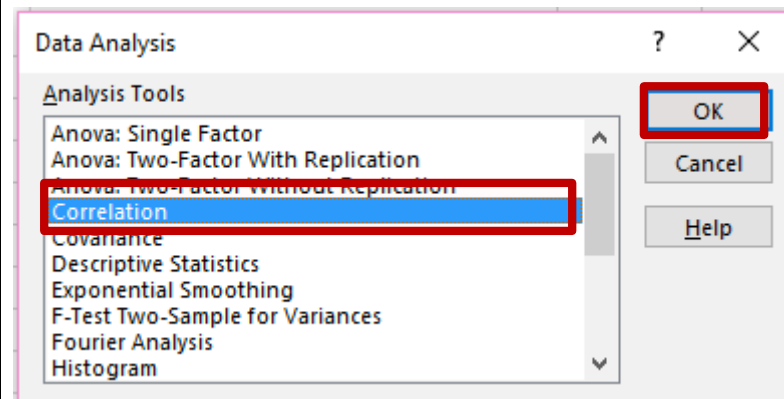 Data Analysis
?
Analysis Tools
OK
Anova: Single Factor
Anova: Two-Factor With Replication
Cancel
Anova: Two-Factor Without Replication
Correlation
Help
Covariance
Descriptive Statistics
Exponential Smoothing
F-Test Two-Sample for Variances
Fourier Analysis
Histogram